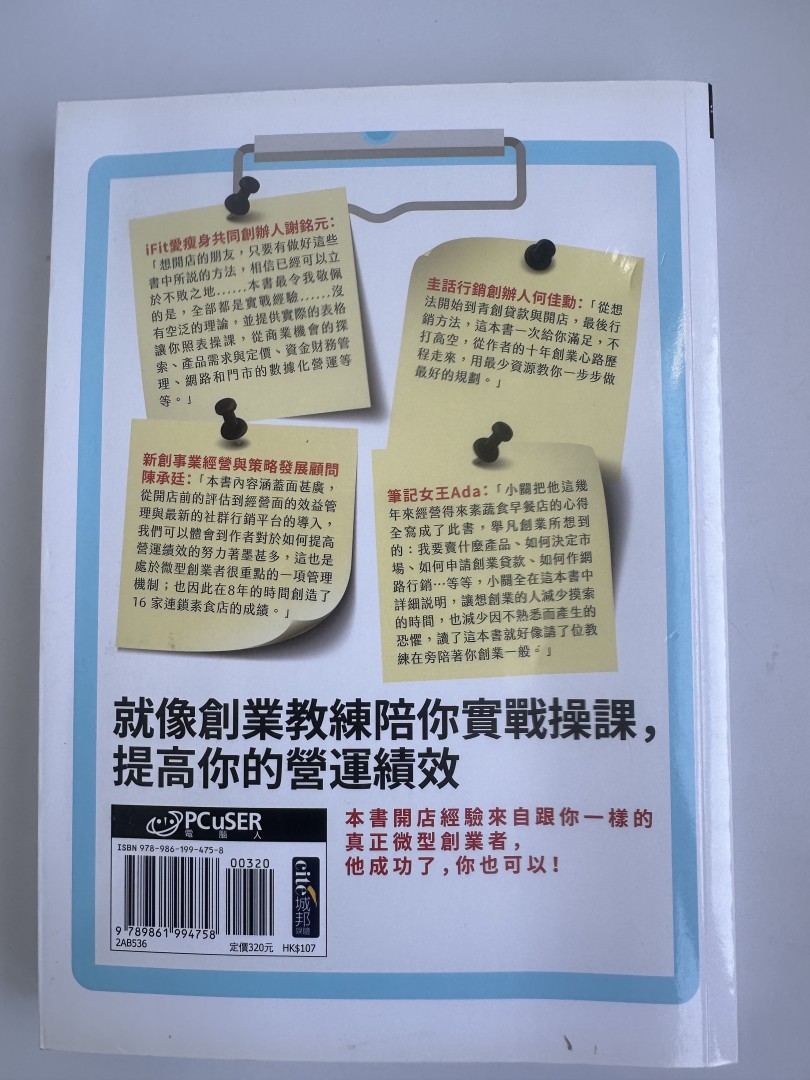 iFit愛瘦身共同創辦人謝銘元：
「想開店的朋友，只要有做好這些
書中所說的方法，相信已經可以立
於不敗之地……本書最令我敬佩
的是，全部都是實戰經驗……沒
有空泛的理論，並提供實際的表格
讓你照表操課，從商業機會的探
索、產品需求與定價、資金財務管
理、網路和門市的數據化營運等
等。」
圭話行銷創辦人何佳勳：「從想
法開始到青創貸款與開店，最後行
銷方法，這本書一次給你滿足，不
打高空，從作者的十年創業心路歷
程走來，用最少資源教你一步步做
最好的規劃。」
新創事業經營與策略發展顧問
陳承廷：「本書內容涵蓋面甚廣，
從開店前的評估到經營面的效益管
理與最新的社群行銷平台的導入，
我們可以體會到作者對於如何提高
營運績效的努力著墨甚多，這也是
處於微型創業者很重點的一項管理
機制；也因此在8年的時間創造了
16 家連鎖素食店的成績。」
筆記女王Ada：「小關把他這幾
年來經營得來素蔬食早餐店的心得
全寫成了此書，舉凡創業所想到
的：我要賣什麼產品、如何決定市
場、如何申請創業貸款、如何作網
路行銷…等等，小關全在這本書中
詳細說明，讓想創業的人減少摸索
的時間，也減少因不熟悉而產生的
恐懼，讀了這本書就好像請了位教
練在旁陪著你創業一般。」
就像創業教練陪你實戰操課，
提高你的營運績效
本書開店經驗來自跟你一樣的
真正微型創業者，
他成功了，你也可以！
PCuSER
電腦人
ISBN 978-986-199-475-8
00320
9 789861 994758
2AB536
定價320元 HK$107
cite城邦
媒體